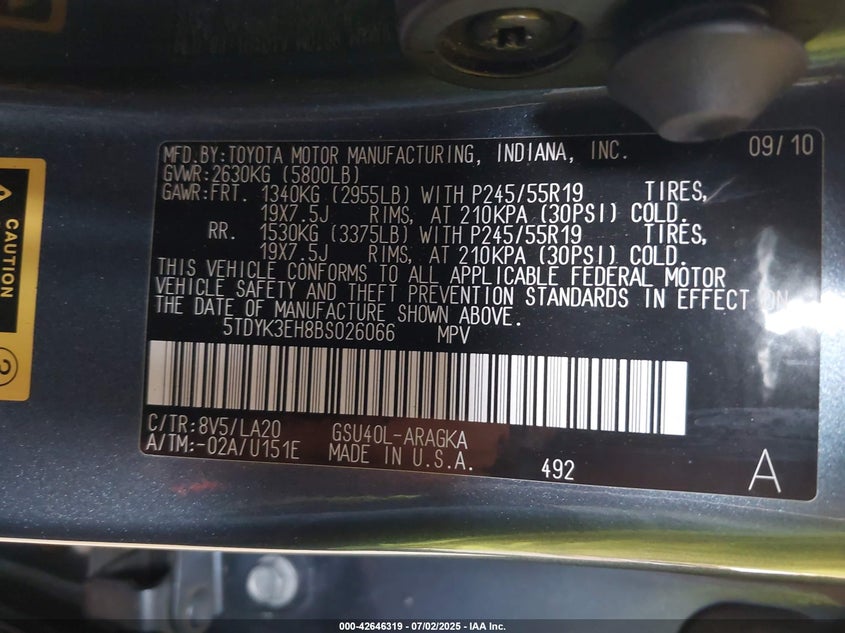 MFD.BY:TOYOTA MOTOR MANUFACTURING, INDIANA, INC. 09/10
GVWR:2630KG (5800LB)
GAWR:FRT. 1340KG (2955LB) WITH P245/55R19 TIRES,
19X7.5J RIMS, AT 210KPA (30PSI) COLD.
RR. 1530KG (3375LB) WITH P245/55R19 TIRES,
19X7.5J RIMS, AT 210KPA (30PSI) COLD.
THIS VEHICLE CONFORMS TO ALL APPLICABLE FEDERAL MOTOR
VEHICLE SAFETY AND THEFT PREVENTION STANDARDS IN EFFECT ON
THE DATE OF MANUFACTURE SHOWN ABOVE.
5TDYK3EH8BS026066 MPV
C/TR:8V5/LA20 GSU40L-ARAGKA
A/TM:-02A/U151E MADE IN U.S.A. 492 A
CAUTION
2
000-42646319 / 07/02/2025 - IAA Inc.